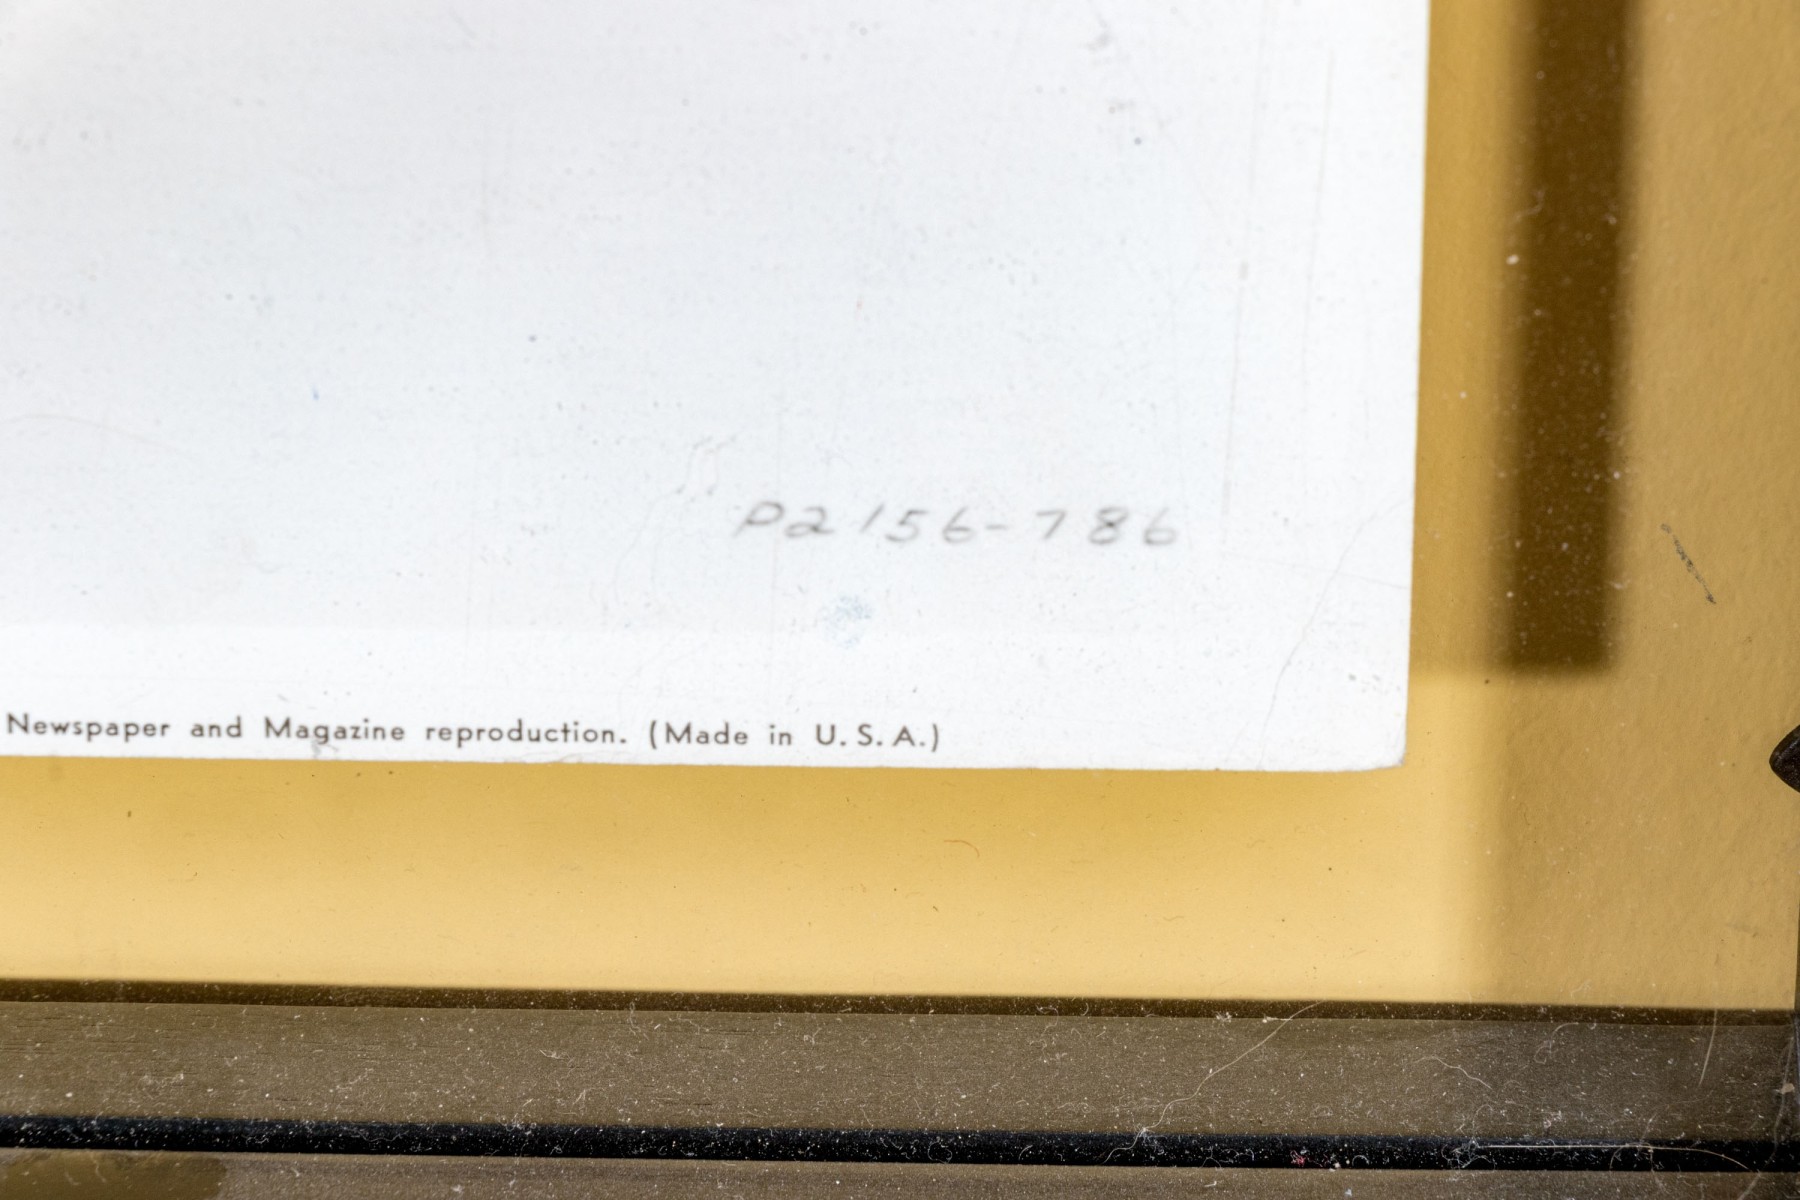 P2156-786
Newspaper and Magazine reproduction. (Made in U.S.A.)